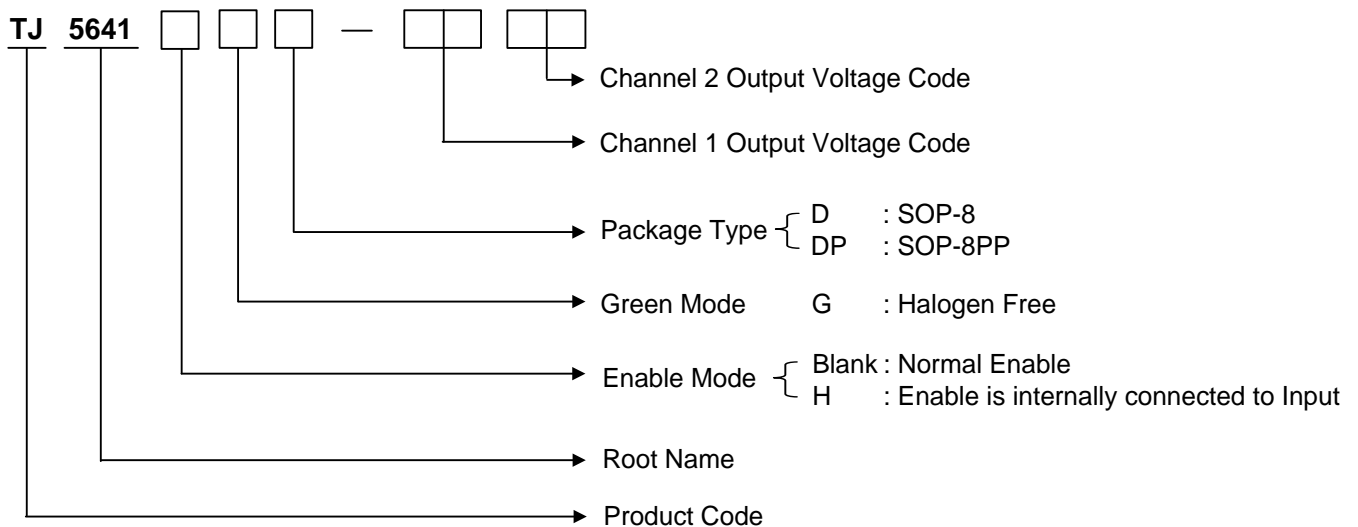 TJ 5641 —
Channel 2 Output Voltage Code
Channel 1 Output Voltage Code
Package Type D : SOP-8
DP : SOP-8PP
Green Mode G : Halogen Free
Enable Mode Blank : Normal Enable
H : Enable is internally connected to Input
Root Name
Product Code